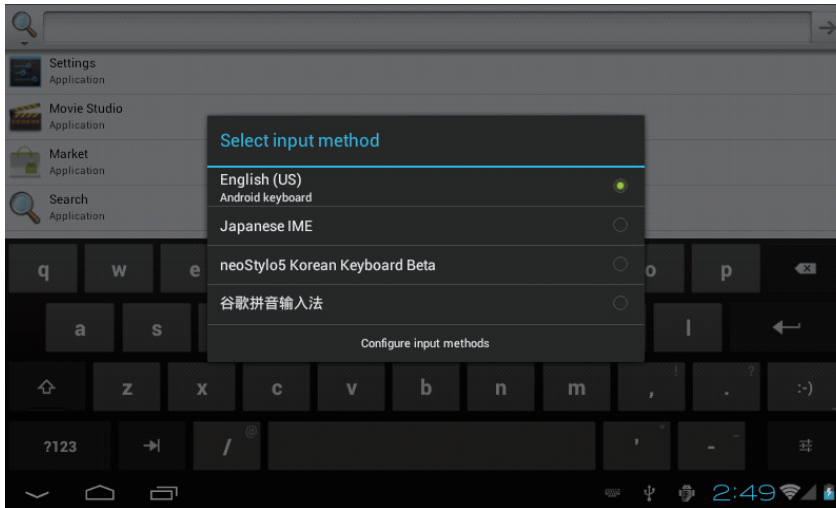 Settings
Application
Movie Studio
Application
Market
Application
Search
Application
Select input method
English (US)
Android keyboard
Japanese IME
neoStylo5 Korean Keyboard Beta
谷歌拼音输入法
Configure input methods
q w e o p
a s l
z x c v b n m , ! . ? :-)
?123 / @ ' " - ~
2:49